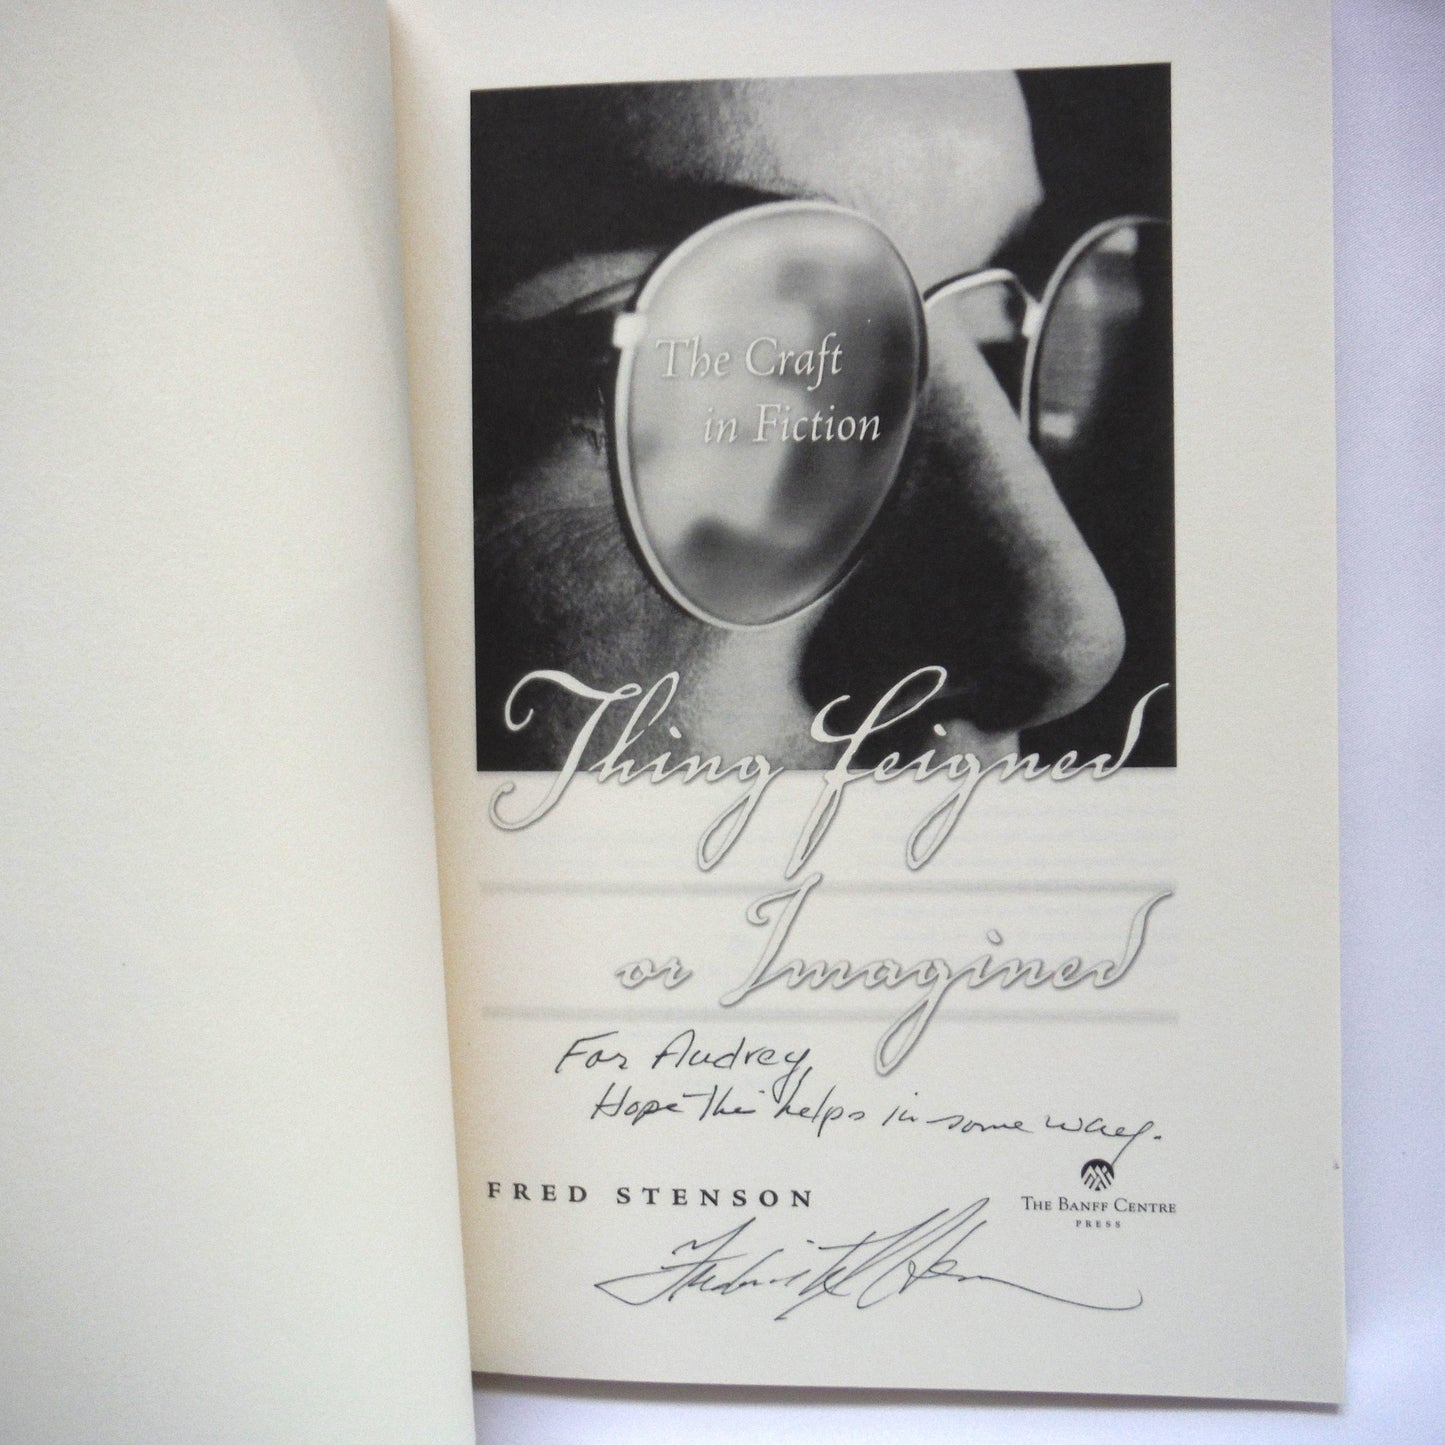 The Craft
in Fiction
Thing Feigned
or Imagined
For Audrey,
Hope this helps in some way.
FRED STENSON
THE BANFF CENTRE
PRESS